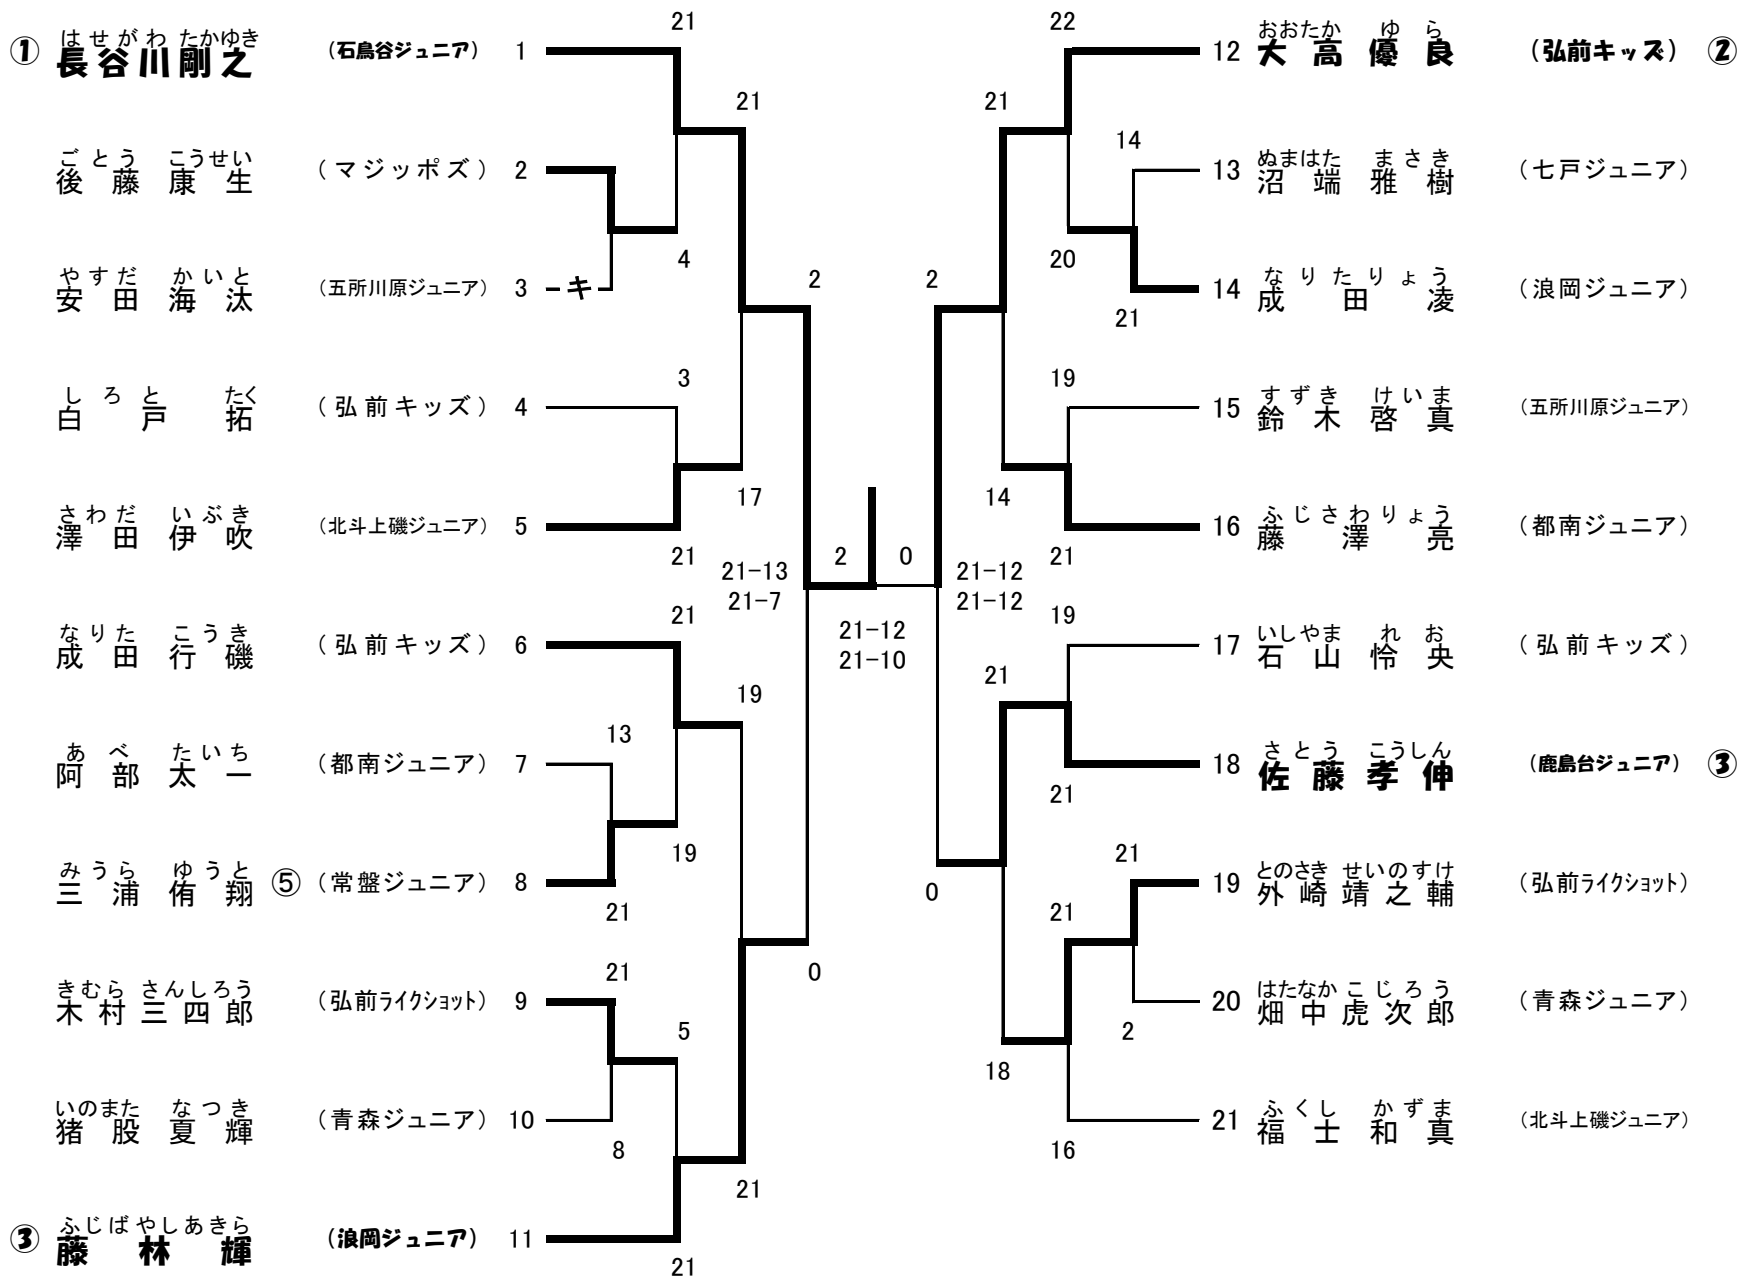 21
22
① はせがわ たかゆき
長谷川剛之 (石鳥谷ジュニア) 1
おおたか ゆら
12 大高優良 (弘前キッズ) ②
21
21
14
ごとう こうせい
後藤康生 (マジッポズ) 2
ぬまはた まさき
13 沼端雅樹 (七戸ジュニア)
4
20
2
2
やすだ かいと
安田海汰 (五所川原ジュニア) 3 キ
なりた りょう
14 成田凌 (浪岡ジュニア)
21
3
19
しろと たく
白戸拓 (弘前キッズ) 4
すずき けいま
15 鈴木啓真 (五所川原ジュニア)
17
14
さわだ いぶき
澤田伊吹 (北斗上磯ジュニア) 5
ふじさわ りょう
16 藤澤亮 (都南ジュニア)
21
2
0
21
21-13
21-7
21-12
21-12
21
19
21-12
21-10
なりた こうき
成田行磯 (弘前キッズ) 6
いしやま れお
17 石山怜央 (弘前キッズ)
19
21
13
あべ たいち
阿部太一 (都南ジュニア) 7
さとう こうしん
18 佐藤孝伸 (鹿島台ジュニア) ③
21
19
21
みうら ゆうと
三浦侑翔 ⑤ (常盤ジュニア) 8
0
とのさき せいのすけ
19 外崎靖之輔 (弘前ライクショット)
21
21
21
0
きむら さんしろう
木村三四郎 (弘前ライクショット) 9
はたなか こじろう
20 畑中虎次郎 (青森ジュニア)
5
2
18
いのまた なつき
猪股夏輝 (青森ジュニア) 10
ふくし かずま
21 福士和真 (北斗上磯ジュニア)
8
16
21
③ ふじばやし あきら
藤林輝 (浪岡ジュニア) 11
21